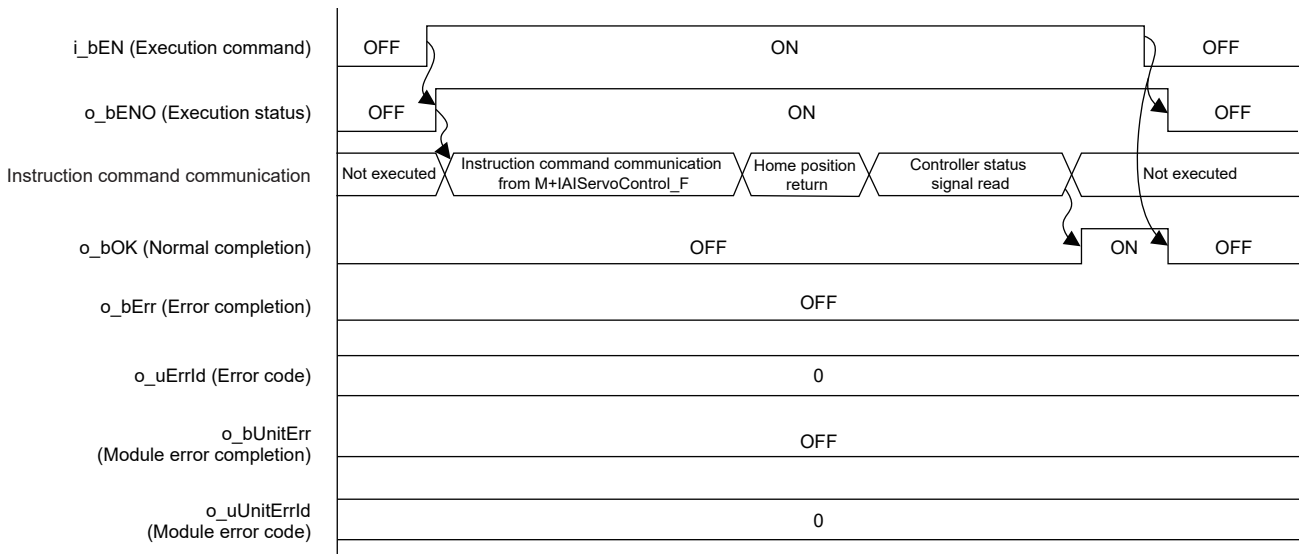 i_bEN (Execution command)
OFF
ON
OFF
o_bENO (Execution status)
OFF
ON
OFF
Instruction command communication
Not executed
Instruction command communication
from M+IAIServoControl_F
Home position
return
Controller status
signal read
Not executed
o_bOK (Normal completion)
OFF
ON
OFF
o_bErr (Error completion)
OFF
o_uErrId (Error code)
0
o_bUnitErr
(Module error completion)
OFF
o_uUnitErrId
(Module error code)
0